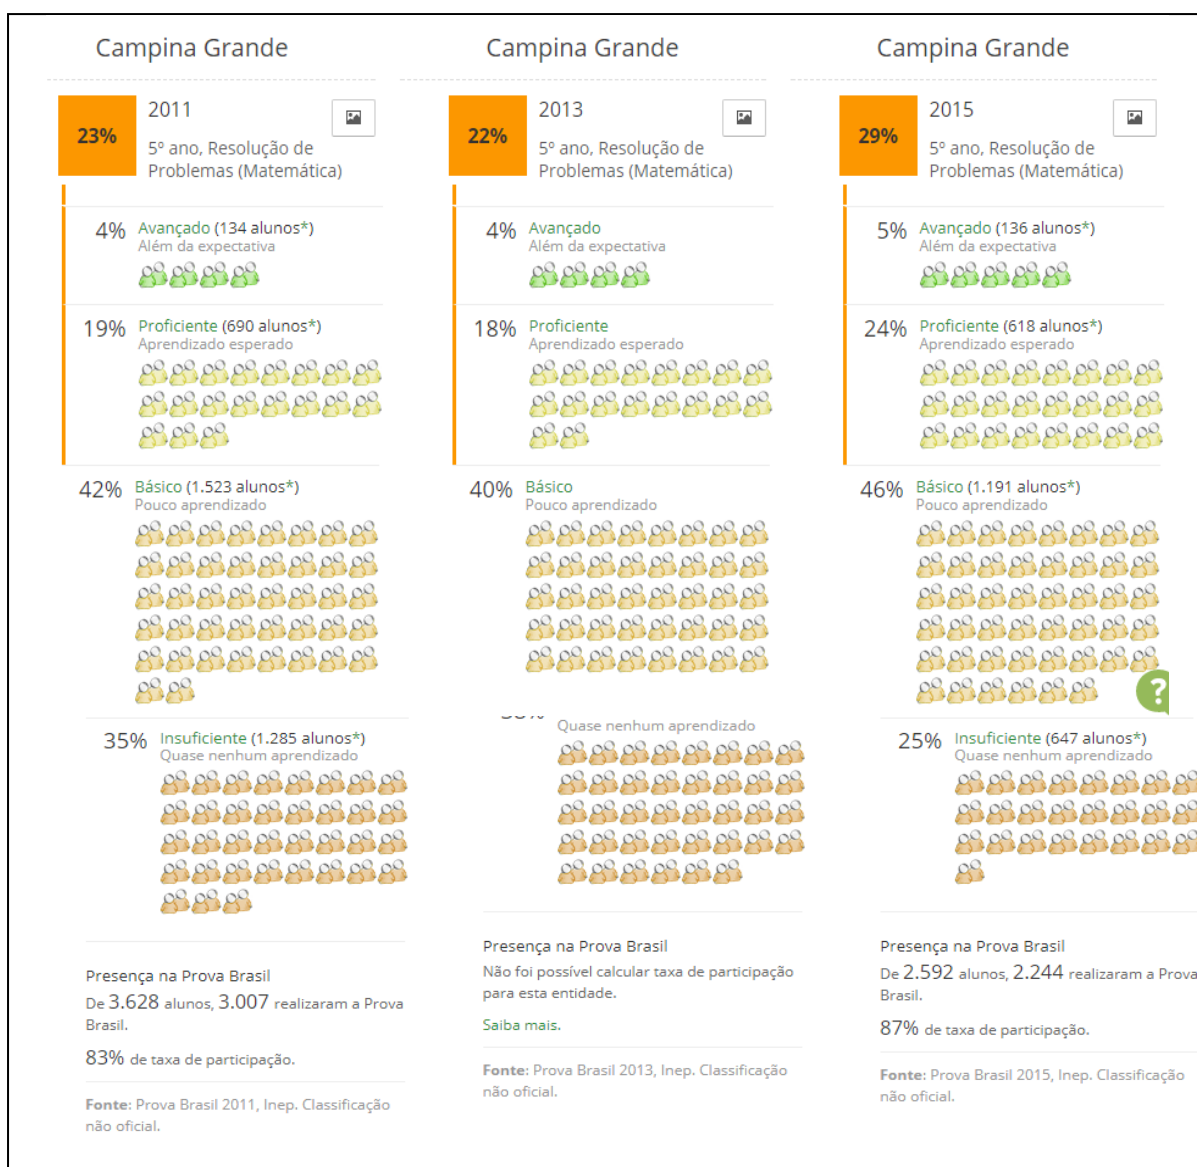 Campina Grande
23%
2011
5º ano, Resolução de
Problemas (Matemática)
4% Avançado (134 alunos*)
Além da expectativa
19% Proficiente (690 alunos*)
Aprendizado esperado
42% Básico (1.523 alunos*)
Pouco aprendizado
35% Insuficiente (1.285 alunos*)
Quase nenhum aprendizado
Presença na Prova Brasil
De 3.628 alunos, 3.007 realizaram a Prova
Brasil.
83% de taxa de participação.
Fonte: Prova Brasil 2011, Inep. Classificação
não oficial.
Campina Grande
22%
2013
5º ano, Resolução de
Problemas (Matemática)
4% Avançado
Além da expectativa
18% Proficiente
Aprendizado esperado
40% Básico
Pouco aprendizado
Quase nenhum aprendizado
Presença na Prova Brasil
Não foi possível calcular taxa de participação
para esta entidade.
Saiba mais.
Fonte: Prova Brasil 2013, Inep. Classificação
não oficial.
Campina Grande
29%
2015
5º ano, Resolução de
Problemas (Matemática)
5% Avançado (136 alunos*)
Além da expectativa
24% Proficiente (618 alunos*)
Aprendizado esperado
46% Básico (1.191 alunos*)
Pouco aprendizado
?
25% Insuficiente (647 alunos*)
Quase nenhum aprendizado
Presença na Prova Brasil
De 2.592 alunos, 2.244 realizaram a Prova
Brasil.
87% de taxa de participação.
Fonte: Prova Brasil 2015, Inep. Classificação
não oficial.